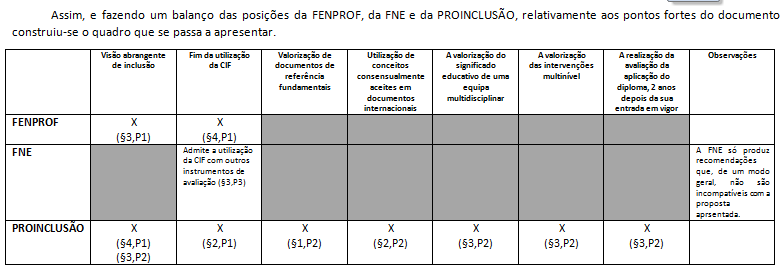 Assim, e fazendo um balanço das posições da FENPROF, da FNE e da PROINCLUSÃO, relativamente aos pontos fortes do documento
construiu-se o quadro que se passa a apresentar.
Visão abrangente
de inclusão
Fim da utilização
da CIF
Valorização de
documentos de
referência
fundamentais
Utilização de
conceitos
consensualmente
aceites em
documentos
internacionais
A valorização do
significado
educativo de uma
equipa
multidisciplinar
A valorização
das intervenções
multinível
A realização da
avaliação da
aplicação do
diploma, 2 anos
depois da sua
entrada em vigor
Observações
FENPROF
X
(§3,P1)
X
(§4,P1)
FNE
Admite a utilização
da CIF com outros
instrumentos de
avaliação (§3,P3)
A FNE só produz
recomendações
que, de um modo
geral, não são
incompatíveis com a
proposta
aprsentada.
PROINCLUSÃO
X
(§4,P1)
(§3,P2)
X
(§2,P1)
X
(§1,P2)
X
(§2,P2)
X
(§3,P2)
X
(§3,P2)
X
(§3,P2)